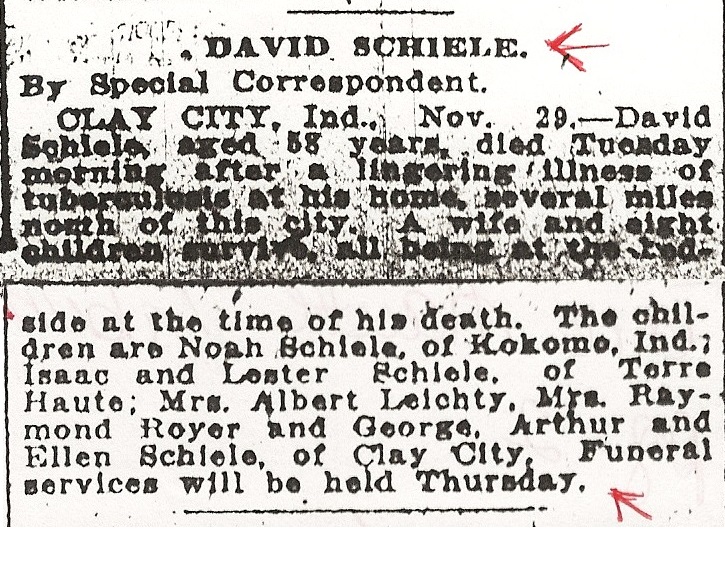 DAVID SCHIELE.
By Special Correspondent.
CLAY CITY, Ind., Nov. 29.—David
Schiele, aged 58 years, died Tuesday
morning after a lingering illness of
tuberculosis at his home, several miles
north of this city. A wife and eight
children survive, all being at the bed-
side at the time of his death. The chil-
dren are Noah Schiele, of Kokomo, Ind.;
Isaac and Lester Schiele, of Terre
Haute; Mrs. Albert Leichty, Mrs. Ray-
mond Royer and George, Arthur and
Ellen Schiele, of Clay City. Funeral
services will be held Thursday.